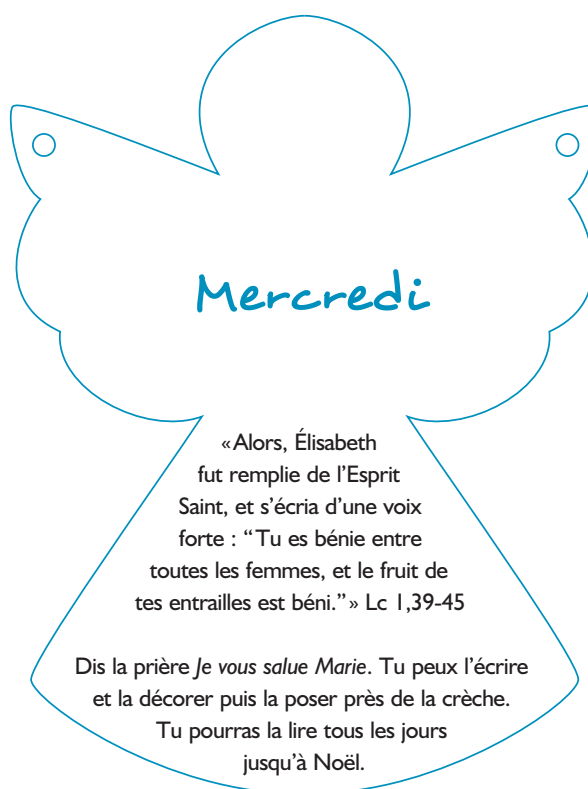 Mercredi
«Alors, Élisabeth
fut remplie de l’Esprit
Saint, et s’écria d’une voix
forte : “Tu es bénie entre
toutes les femmes, et le fruit de
tes entrailles est béni.”» Lc 1,39-45
Dis la prière Je vous salue Marie. Tu peux l’écrire
et la décorer puis la poser près de la crèche.
Tu pourras la lire tous les jours
jusqu’à Noël.